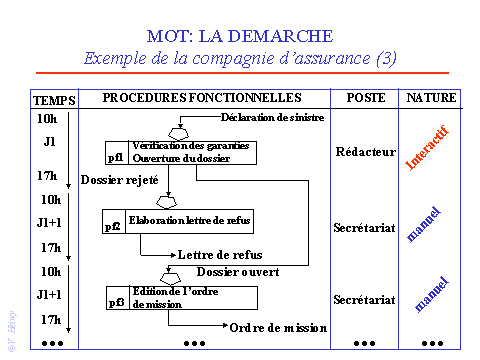 MOT: LA DEMARCHE
Exemple de la compagnie d'assurance (3)
TEMPS PROCEDURES FONCTIONNELLES POSTE NATURE
10h
Déclaration de sinistre
J1
pf1 Vérification des garanties
Ouverture du dossier
Rédacteur
Interactif
17h
Dossier rejeté
10h
J1+1
pf2 Elaboration lettre de refus
Secrétariat
manuel
17h
Lettre de refus
10h
Dossier ouvert
J1+1
pf3 Edition de l'ordre
de mission
Secrétariat
manuel
17h
Ordre de mission
●●● ●●● ●●●